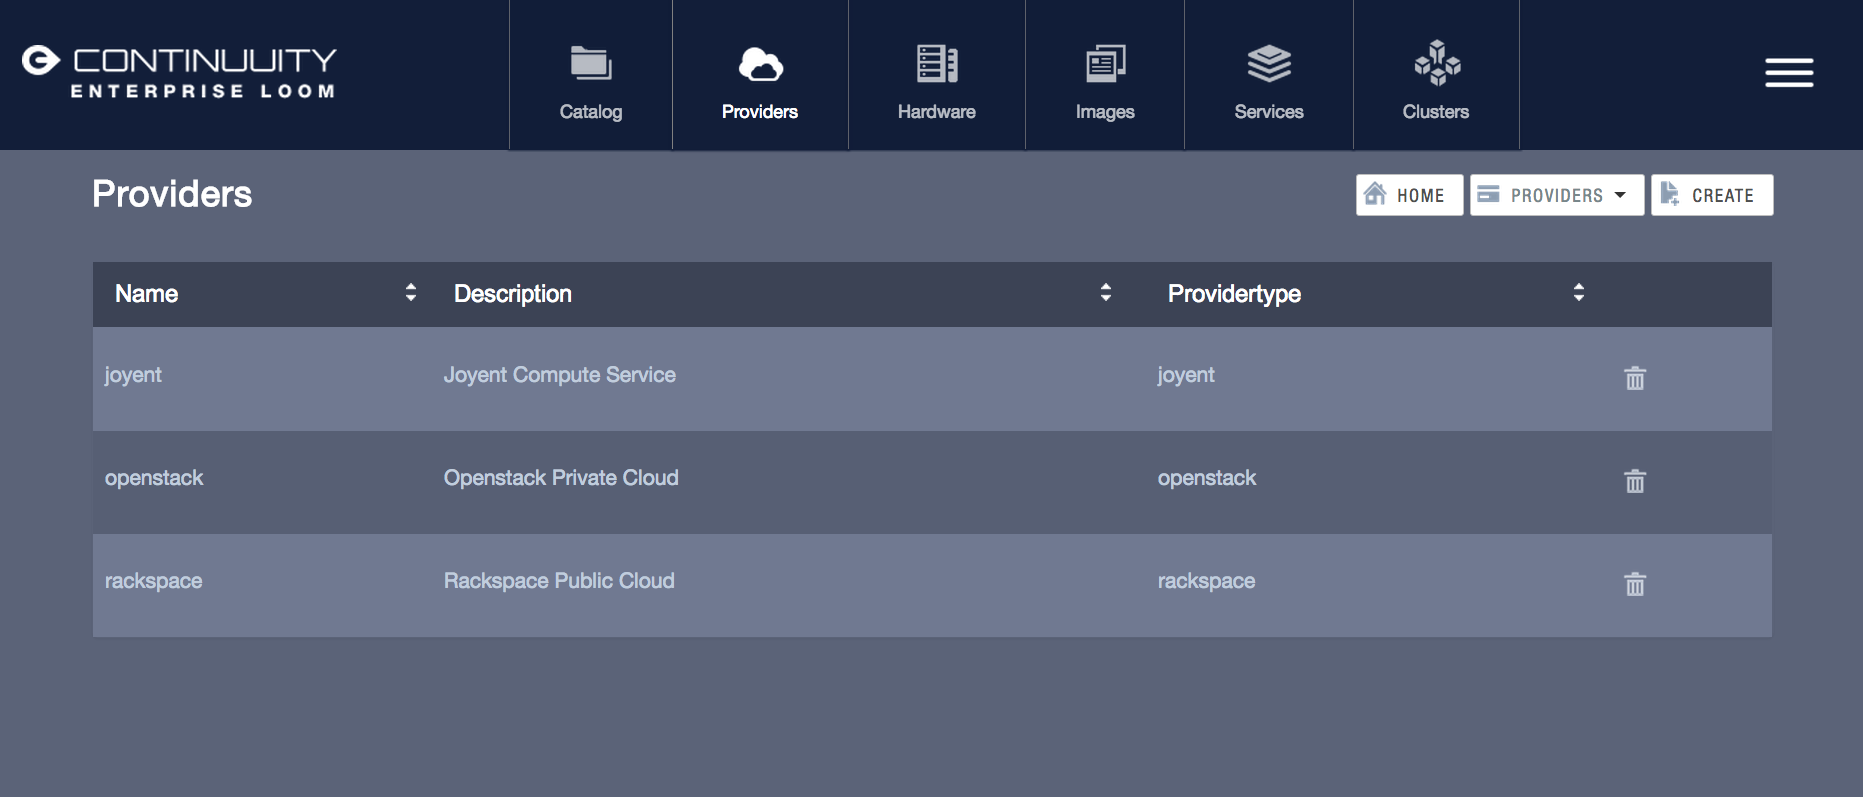 CONTINUUITY
ENTERPRISE LOOM
Catalog
Providers
Hardware
Images
Services
Clusters
Providers
HOME
PROVIDERS
CREATE
Name Description Providertype
joyent Joyent Compute Service joyent
openstack Openstack Private Cloud openstack
rackspace Rackspace Public Cloud rackspace